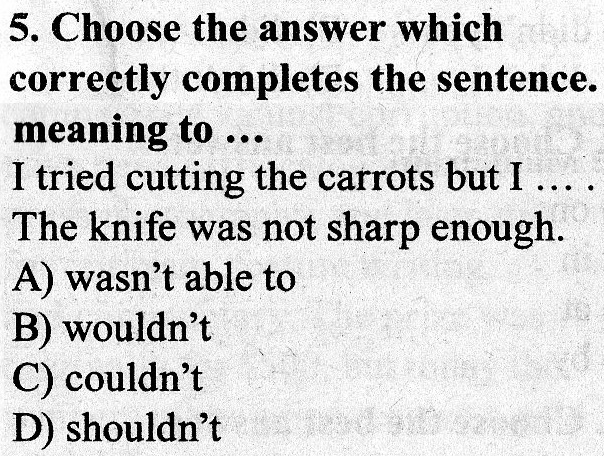 5. Choose the answer which
correctly completes the sentence.
meaning to ...
I tried cutting the carrots but I ... .
The knife was not sharp enough.
A) wasn't able to
B) wouldn't
C) couldn't
D) shouldn't